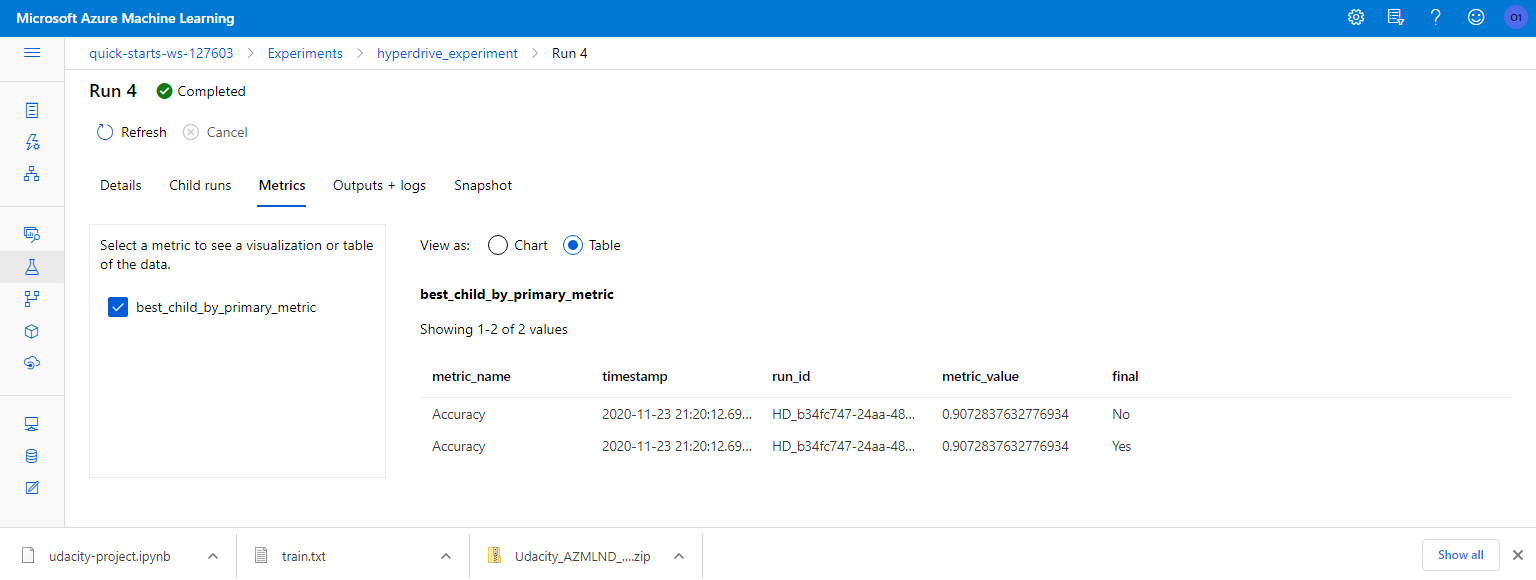 Microsoft Azure Machine Learning
O1
quick-starts-ws-127603 > Experiments > hyperdrive_experiment > Run 4
Run 4 Completed
Refresh Cancel
Details Child runs Metrics Outputs + logs Snapshot
Select a metric to see a visualization or table
of the data.
best_child_by_primary_metric
View as: Chart Table
best_child_by_primary_metric
Showing 1-2 of 2 values
metric_name timestamp run_id metric_value final
Accuracy 2020-11-23 21:20:12.69... HD_b34fc747-24aa-48... 0.9072837632776934 No
Accuracy 2020-11-23 21:20:12.69... HD_b34fc747-24aa-48... 0.9072837632776934 Yes
udacity-project.ipynb train.txt Udacity_AZMLND_....zip Show all